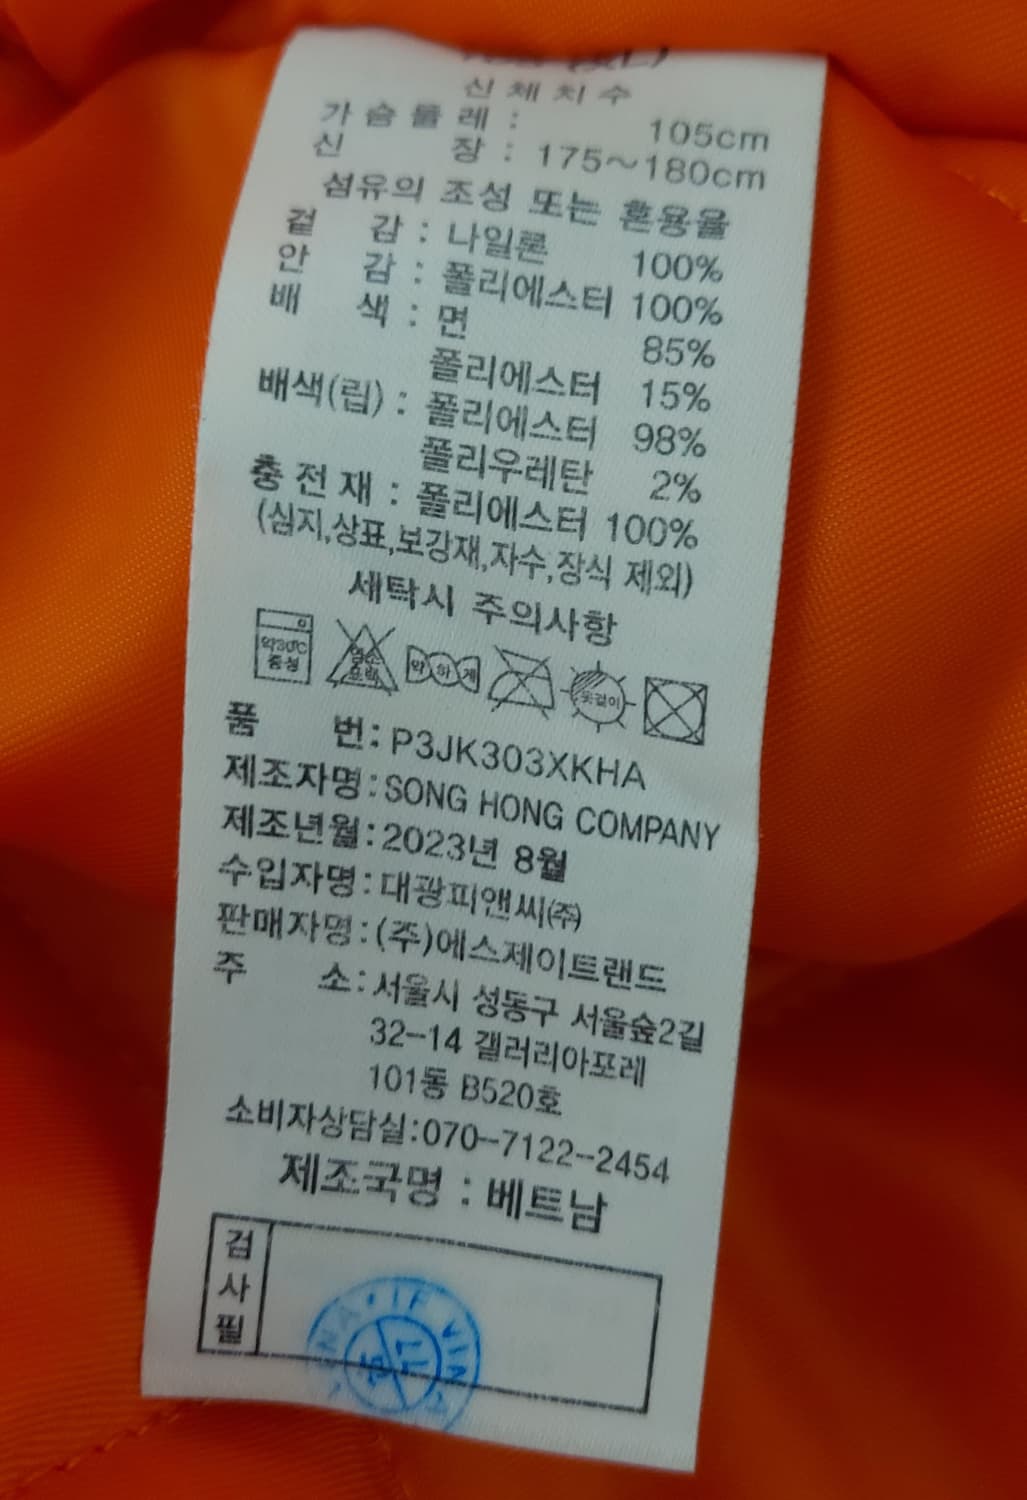 신체치수
가슴둘레 : 105cm
신 장 : 175~180cm
섬유의 조성 또는 혼용율
겉 감 : 나일론 100%
안 감 : 폴리에스터 100%
배 색 : 면 85%
폴리에스터 15%
배색(립) : 폴리에스터 98%
폴리우레탄 2%
충전재 : 폴리에스터 100%
(심지,상표,보강재,자수,장식 제외)
세탁시 주의사항
약30℃ 중성 염소 표백 약하게 옷걸이
품 번: P3JK303XKHA
제조자명:SONG HONG COMPANY
제조년월:2023년 8월
수입자명:대광피앤씨㈜
판매자명:(주)에스제이트랜드
주 소:서울시 성동구 서울숲2길
32-14 갤러리아포레
101동 B520호
소비자상담실:070-7122-2454
제조국명 : 베트남
검사필